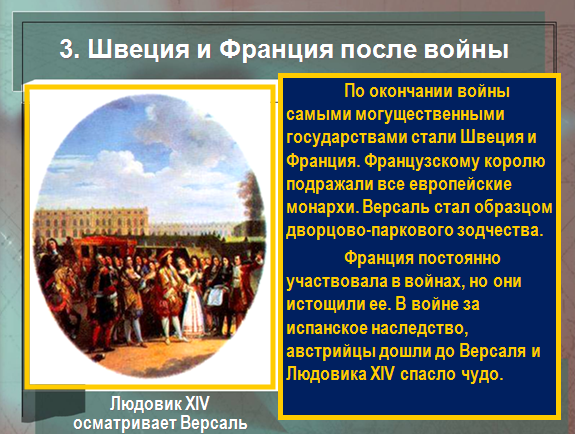 3. Швеция и Франция после войны
По окончании войны
самыми могущественными
государствами стали Швеция и
Франция. Французскому королю
подражали все европейские
монархи. Версаль стал образцом
дворцово-паркового зодчества.
Франция постоянно
участвовала в войнах, но они
истощили ее. В войне за
испанское наследство,
австрийцы дошли до Версаля и
Людовика XIV спасло чудо.
Людовик XIV
осматривает Версаль